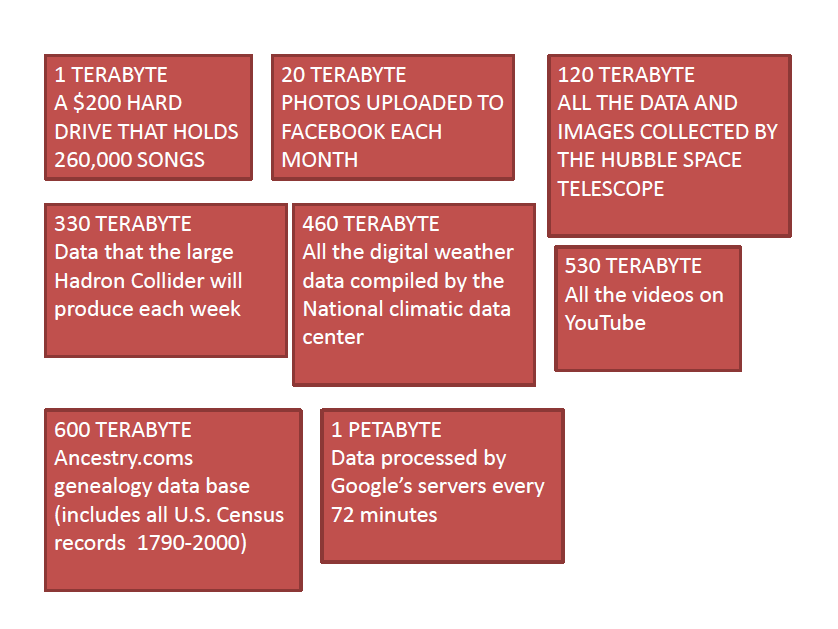 1 TERABYTE
A $200 HARD
DRIVE THAT HOLDS
260,000 SONGS
20 TERABYTE
PHOTOS UPLOADED TO
FACEBOOK EACH
MONTH
120 TERABYTE
ALL THE DATA AND
IMAGES COLLECTED BY
THE HUBBLE SPACE
TELESCOPE
330 TERABYTE
Data that the large
Hadron Collider will
produce each week
460 TERABYTE
All the digital weather
data compiled by the
National climatic data
center
530 TERABYTE
All the videos on
YouTube
600 TERABYTE
Ancestry.coms
genealogy data base
(includes all U.S. Census
records  1790-2000)
1 PETABYTE
Data processed by
Google’s servers every
72 minutes